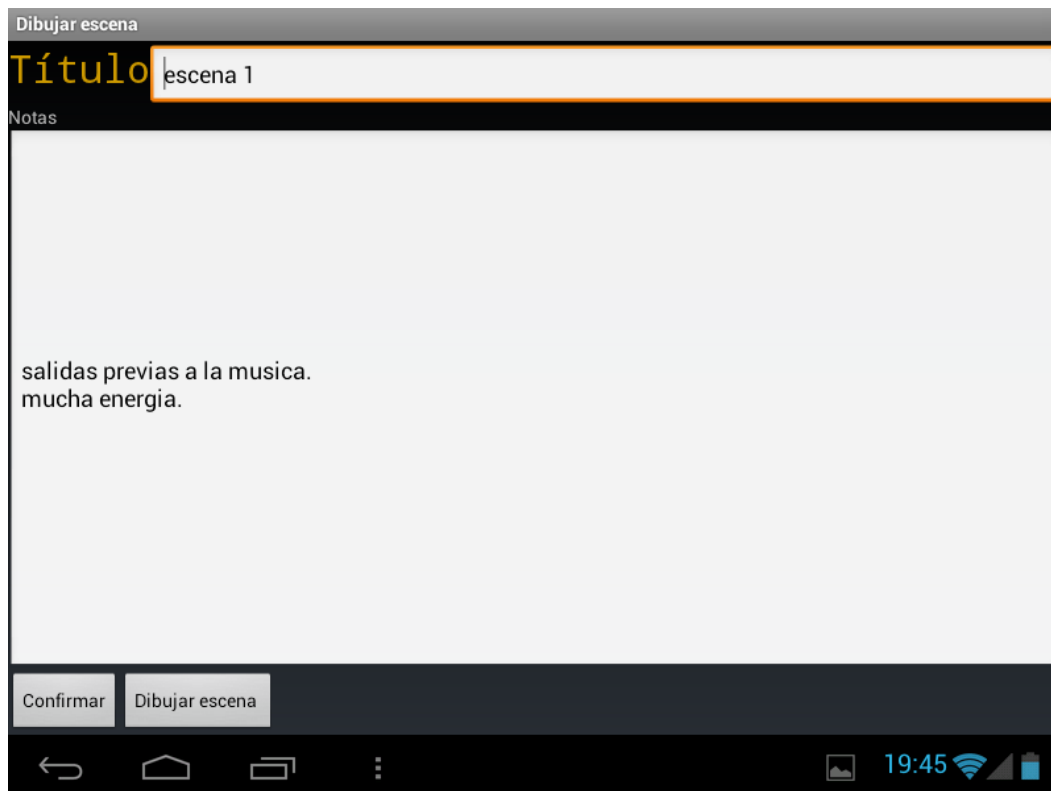 Dibujar escena
Título escena 1
Notas
salidas previas a la musica.
mucha energia.
Confirmar Dibujar escena
19:45